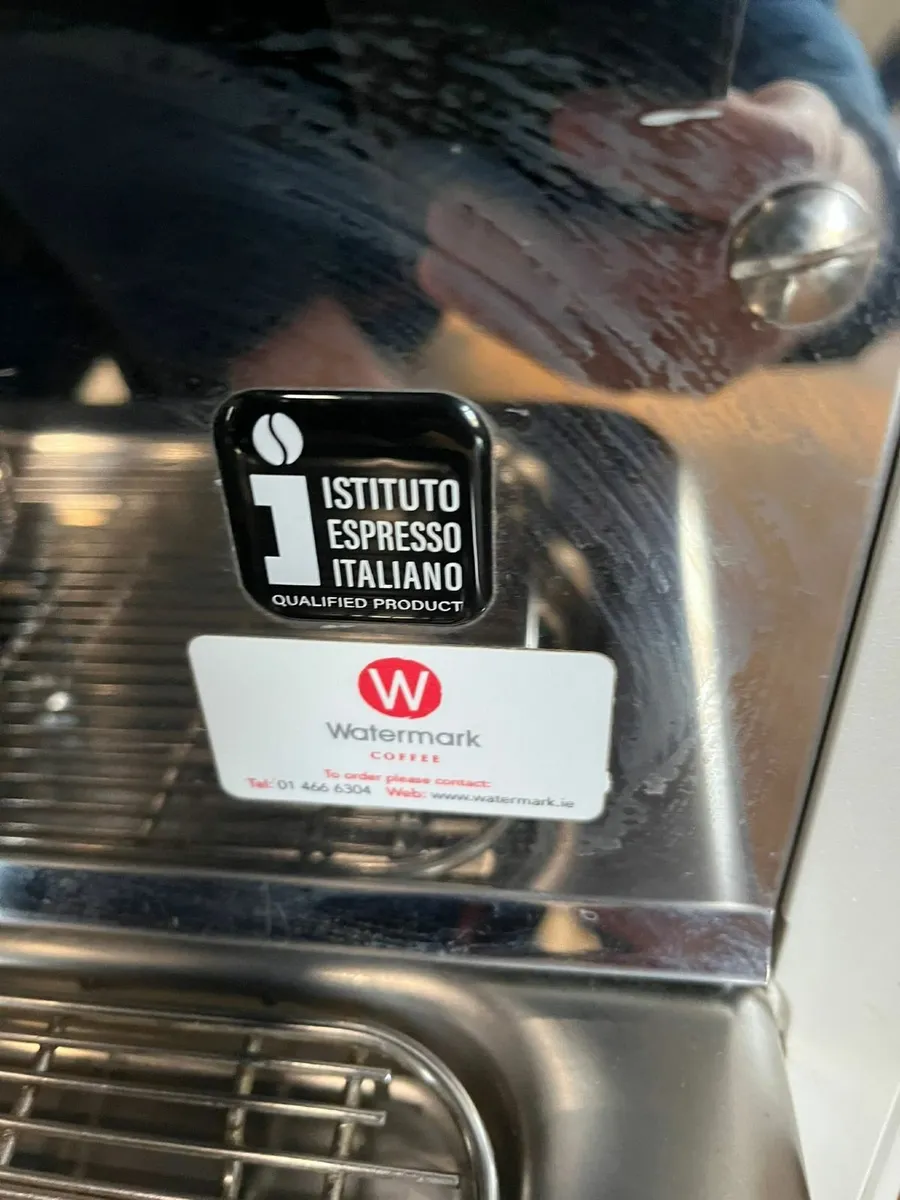 ISTITUTO
ESPRESSO
ITALIANO
QUALIFIED PRODUCT
W
Watermark
COFFEE
To order please contact:
Tel: 01 466 6304 Web: www.watermark.ie